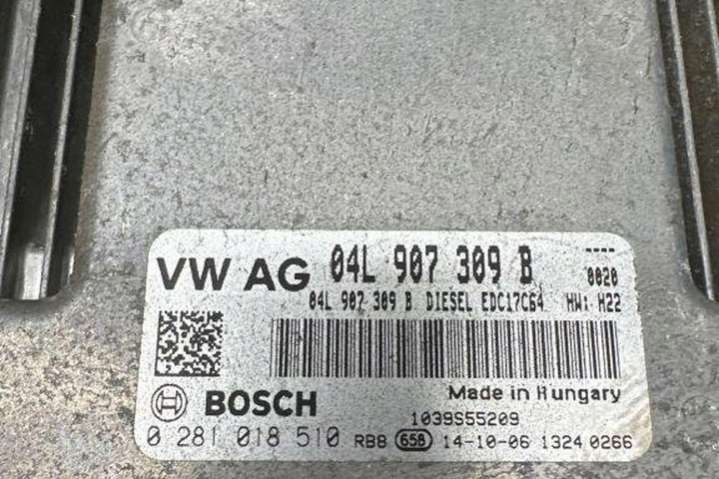 VW AG 04L 907 309 B ----
0020
04L 907 309 B DIESEL EDC17C64 HW: H22
BOSCH Made in Hungary
1039S55209
0 281 018 510 RB8 658 14-10-06 1324 0266